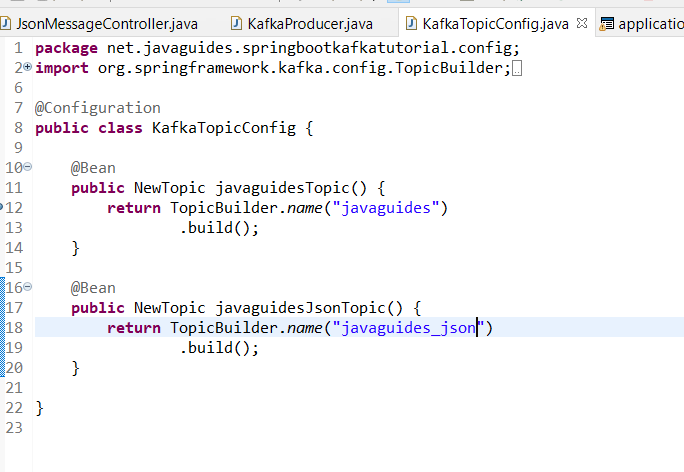 JsonMessageController.java KafkaProducer.java KafkaTopicConfig.java applicatio
1 package net.javaguides.springbootkafkatutorial.config;
2 import org.springframework.kafka.config.TopicBuilder;
6
7 @Configuration
8 public class KafkaTopicConfig {
9
10 @Bean
11 public NewTopic javaguidesTopic() {
12 return TopicBuilder.name("javaguides")
13 .build();
14 }
15
16 @Bean
17 public NewTopic javaguidesJsonTopic() {
18 return TopicBuilder.name("javaguides_json")
19 .build();
20 }
21
22 }
23